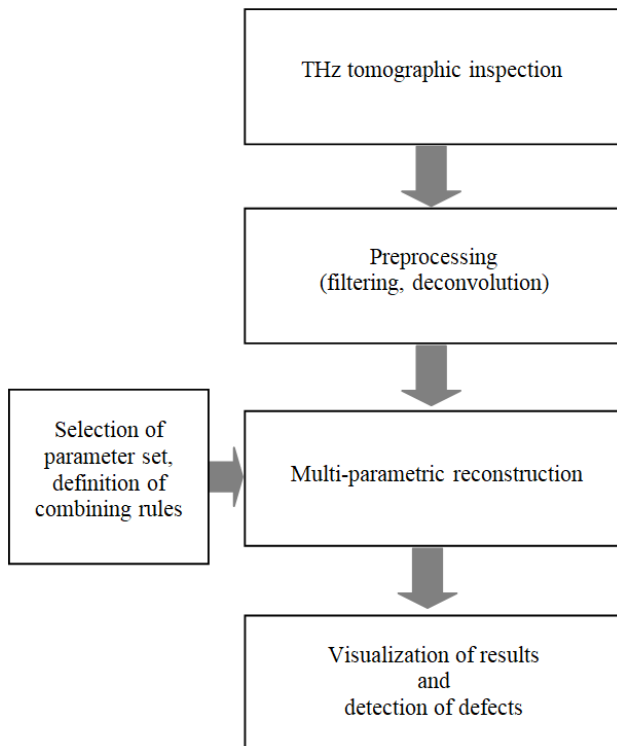 THz tomographic inspection
Preprocessing
(filtering, deconvolution)
Selection of
parameter set,
definition of
combining rules
Multi-parametric reconstruction
Visualization of results
and
detection of defects